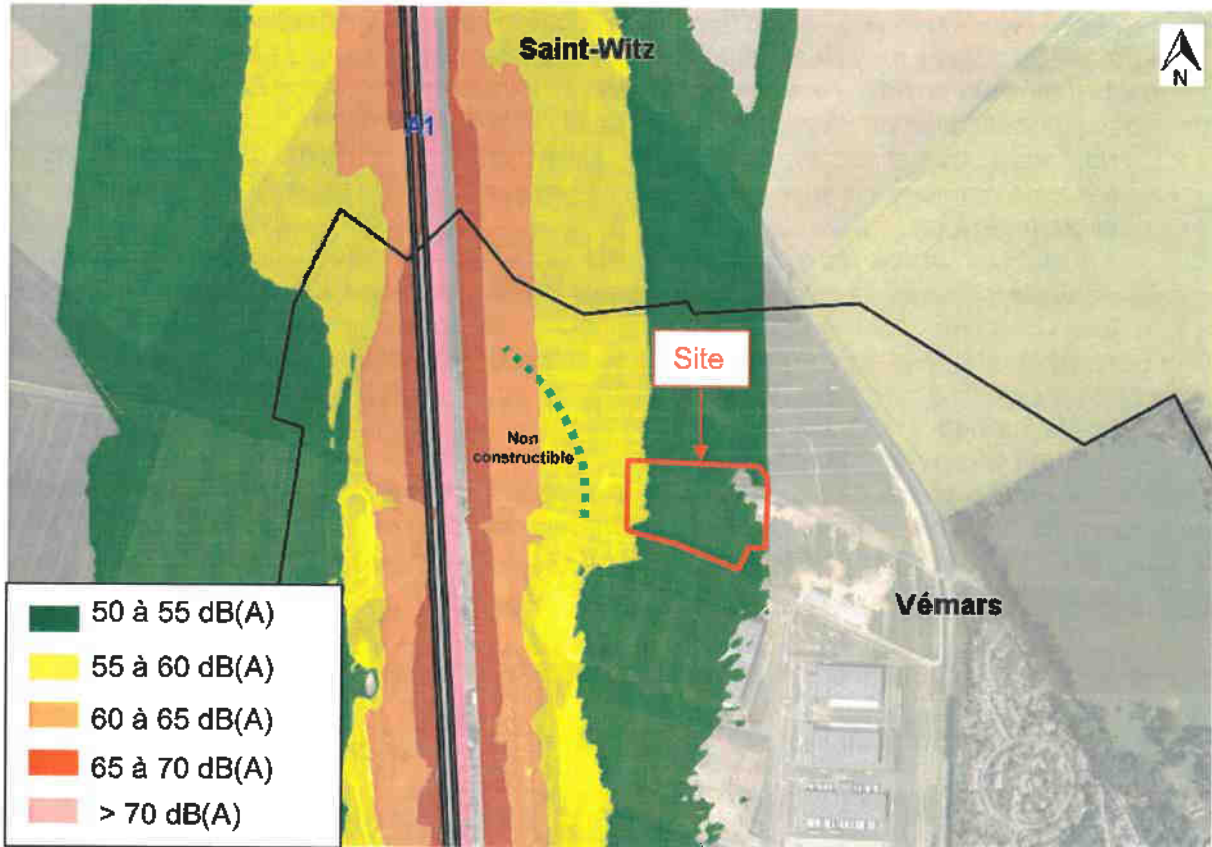 Saint-Witz
N
A1
Site
Non
constructible
Vémars
50 à 55 dB(A)
55 à 60 dB(A)
60 à 65 dB(A)
65 à 70 dB(A)
> 70 dB(A)